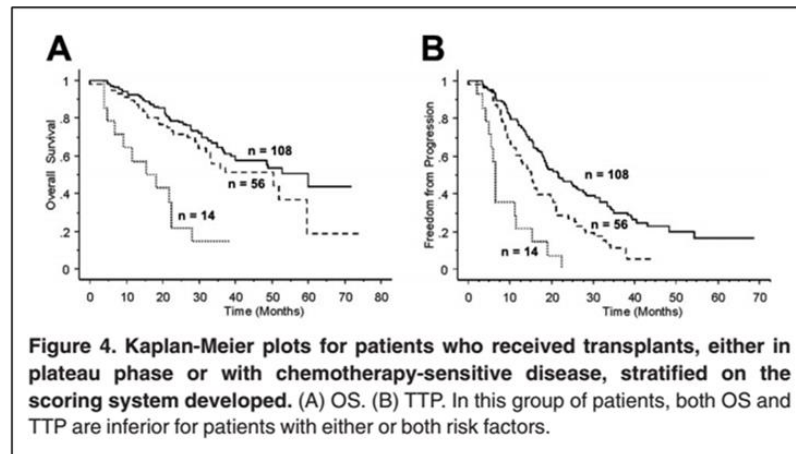 A
B
1
.8
.6
.4
.2
0
Overall Survival
n = 108
n = 56
n = 14
0 10 20 30 40 50 60 70 80
Time (Months)
1
.8
.6
.4
.2
0
Freedom from Progression
n = 108
n = 56
n = 14
0 10 20 30 40 50 60 70
Time (Months)
Figure 4. Kaplan-Meier plots for patients who received transplants, either in
plateau phase or with chemotherapy-sensitive disease, stratified on the
scoring system developed. (A) OS. (B) TTP. In this group of patients, both OS and
TTP are inferior for patients with either or both risk factors.